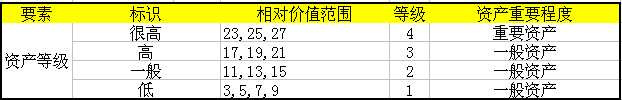 要素 标识 相对价值范围 等级 资产重要程度
资产等级 很高 23,25,27 4 重要资产
高 17,19,21 3 一般资产
一般 11,13,15 2 一般资产
低 3,5,7,9 1 一般资产